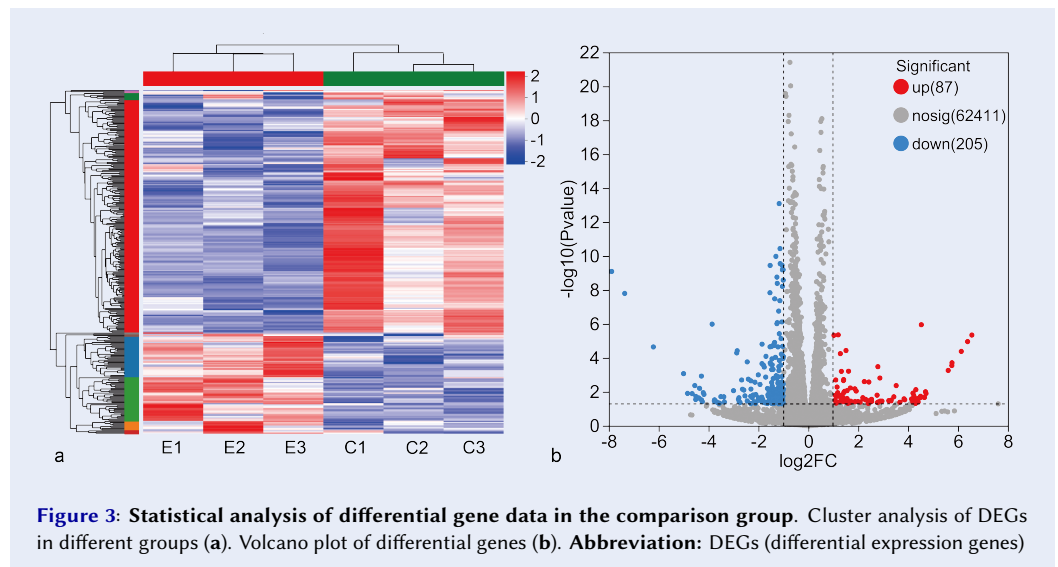 2
1
0
-1
-2
E1 E2 E3 C1 C2 C3
a
22
20
18
16
14
12
10
8
6
4
2
0
-log10(Pvalue)
Significant
up(87)
nosig(62411)
down(205)
-8 -6 -4 -2 0 2 4 6 8
log2FC
b
Figure 3: Statistical analysis of differential gene data in the comparison group. Cluster analysis of DEGs
in different groups (a). Volcano plot of differential genes (b). Abbreviation: DEGs (differential expression genes)